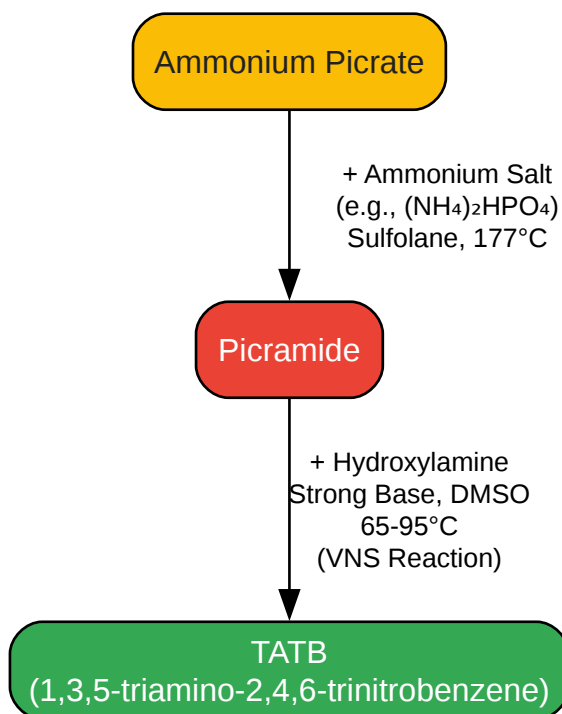 Ammonium Picrate
+ Ammonium Salt
(e.g., (NH₄)₂HPO₄)
Sulfolane, 177°C
Picramide
+ Hydroxylamine
Strong Base, DMSO
65-95°C
(VNS Reaction)
TATB
(1,3,5-triamino-2,4,6-trinitrobenzene)